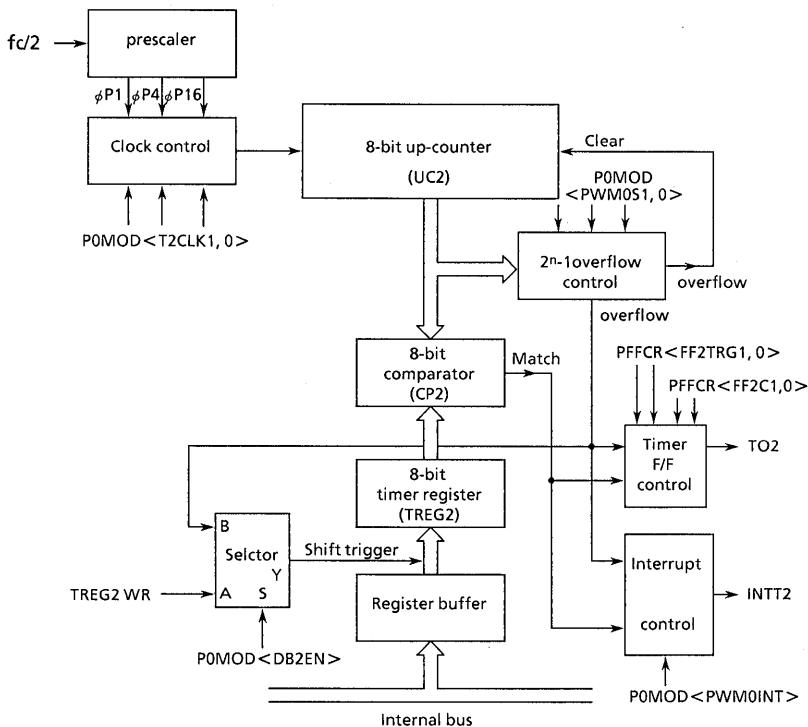 prescaler
fc/2
øP1 øP4 øP16
Clock control
8-bit up-counter
(UC2)
Clear
P0MOD
<PWM0S1, 0>
P0MOD<T2CLK1, 0>
2ⁿ-1overflow
control
overflow
overflow
8-bit
comparator
(CP2)
Match
PFFCR<FF2TRG1, 0>
PFFCR<FF2C1,0>
Timer
F/F
control
TO2
8-bit
timer register
(TREG2)
B
Selctor
Y
A S
Shift trigger
TREG2 WR
Register buffer
Interrupt
control
INTT2
P0MOD<DB2EN>
P0MOD<PWM0INT>
Internal bus